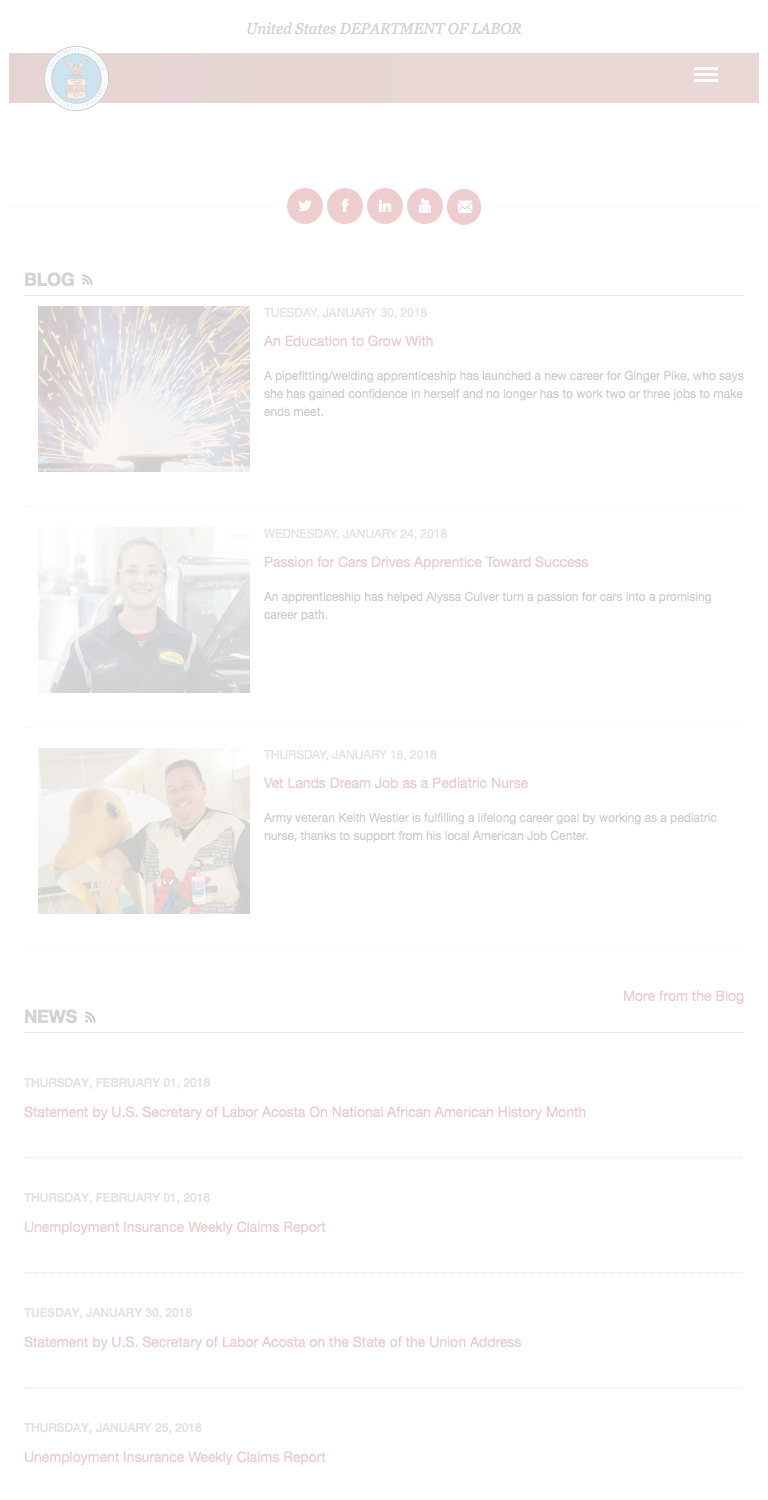 United States DEPARTMENT OF LABOR
BLOG
TUESDAY, JANUARY 30, 2018
An Education to Grow With
A pipefitting/welding apprenticeship has launched a new career for Ginger Pike, who says
she has gained confidence in herself and no longer has to work two or three jobs to make
ends meet.
WEDNESDAY, JANUARY 24, 2018
Passion for Cars Drives Apprentice Toward Success
An apprenticeship has helped Alyssa Culver turn a passion for cars into a promising
career path.
THURSDAY, JANUARY 18, 2018
Vet Lands Dream Job as a Pediatric Nurse
Army veteran Keith Westler is fulfilling a lifelong career goal by working as a pediatric
nurse, thanks to support from his local American Job Center.
More from the Blog
NEWS
THURSDAY, FEBRUARY 01, 2018
Statement by U.S. Secretary of Labor Acosta On National African American History Month
THURSDAY, FEBRUARY 01, 2018
Unemployment Insurance Weekly Claims Report
TUESDAY, JANUARY 30, 2018
Statement by U.S. Secretary of Labor Acosta on the State of the Union Address
THURSDAY, JANUARY 25, 2018
Unemployment Insurance Weekly Claims Report